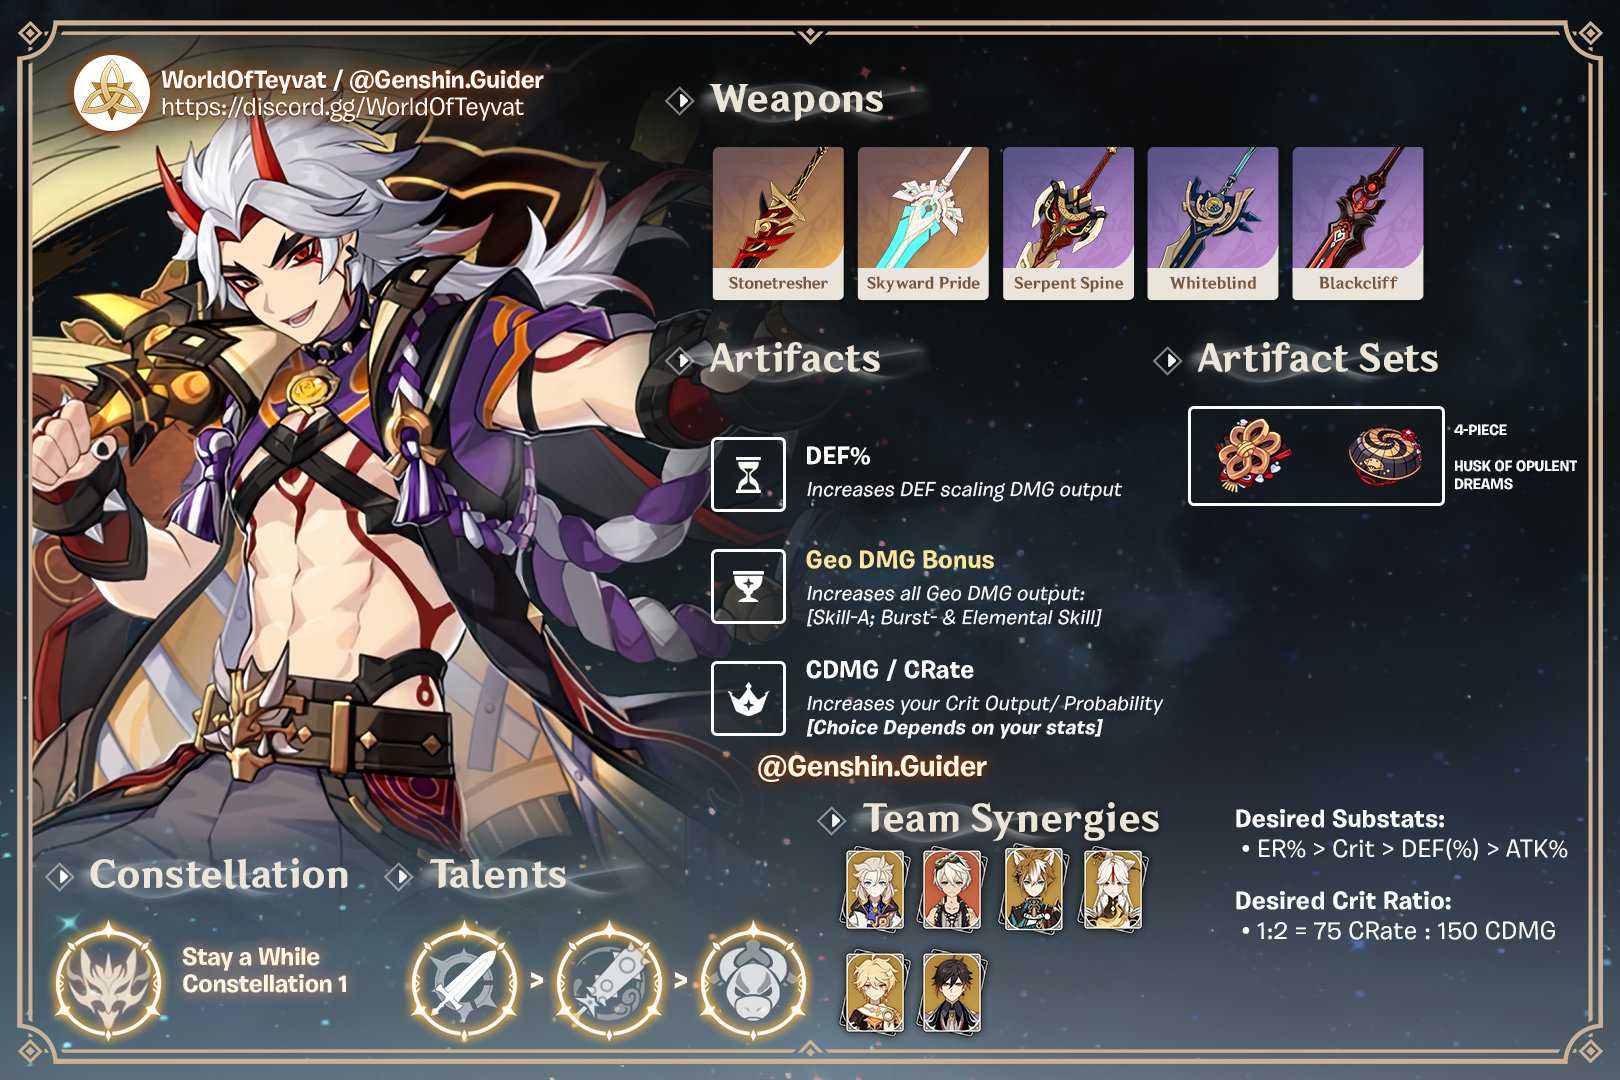 WorldOfTeyvat / @Genshin.Guider
https://discord.gg/WorldOfTeyvat
Weapons
Stonetresher
Skyward Pride
Serpent Spine
Whiteblind
Blackcliff
Artifacts
DEF%
Increases DEF scaling DMG output
Geo DMG Bonus
Increases all Geo DMG output:
[Skill-A; Burst- & Elemental Skill]
CDMG / CRate
Increases your Crit Output/ Probability
[Choice Depends on your stats]
@Genshin.Guider
Artifact Sets
4-PIECE
HUSK OF OPULENT
DREAMS
Team Synergies
Desired Substats:
• ER% > Crit > DEF(%) > ATK%
Desired Crit Ratio:
• 1:2 = 75 CRate : 150 CDMG
Constellation
Stay a While
Constellation 1
Talents
> >